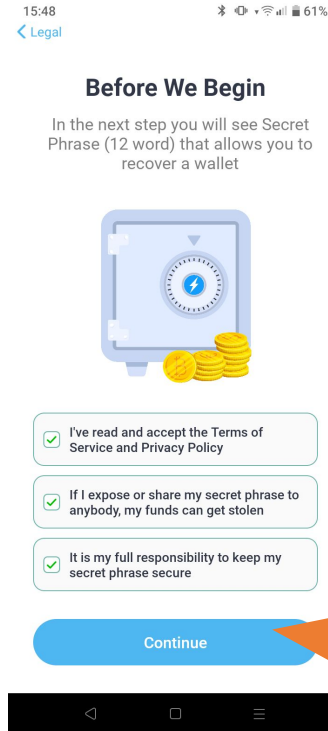 15:48
61%
Legal
Before We Begin
In the next step you will see Secret
Phrase (12 word) that allows you to
recover a wallet
I've read and accept the Terms of
Service and Privacy Policy
If I expose or share my secret phrase to
anybody, my funds can get stolen
It is my full responsibility to keep my
secret phrase secure
Continue